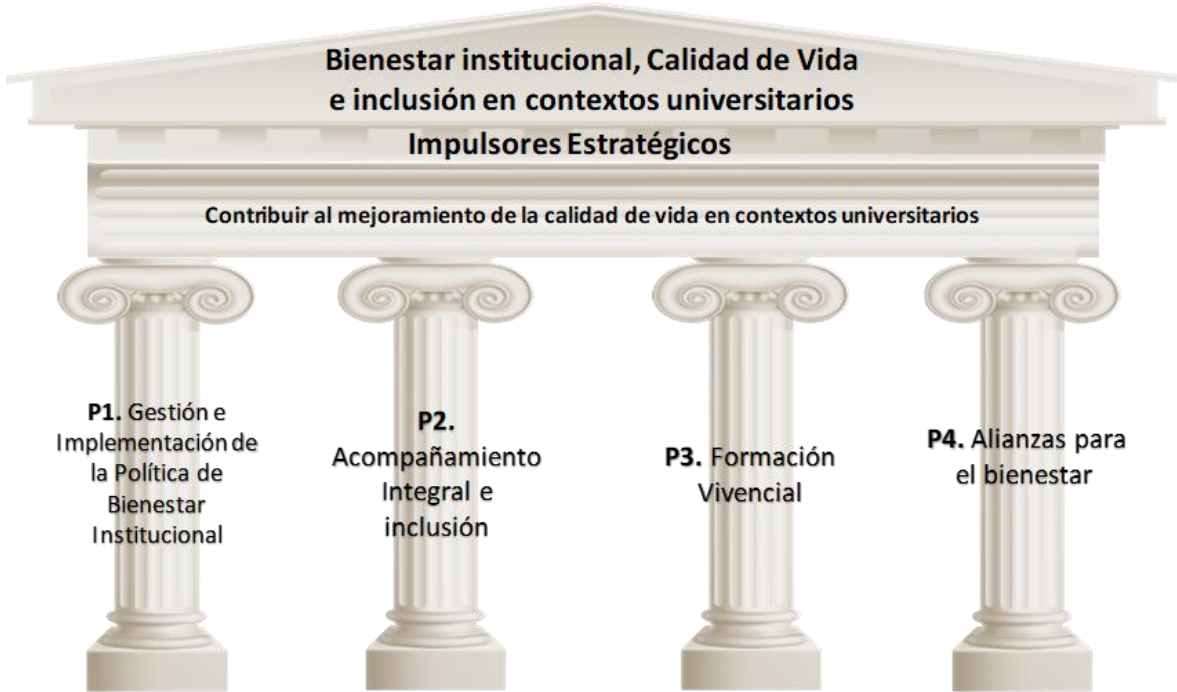 Bienestar institucional, Calidad de Vida
e inclusión en contextos universitarios
Impulsores Estratégicos
Contribuir al mejoramiento de la calidad de vida en contextos universitarios
P1. Gestión e
Implementación de
la Política de
Bienestar
Institucional
P2.
Acompañamiento
Integral e
inclusión
P3. Formación
Vivencial
P4. Alianzas para
el bienestar